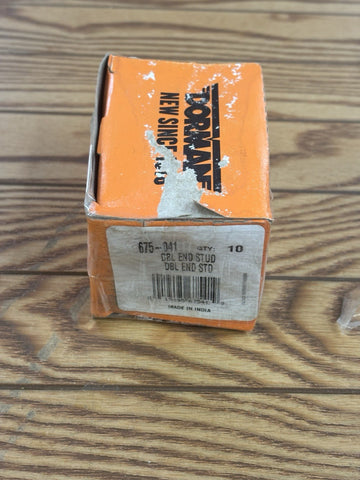 DORMAN
NEW SINCE
675-041 QTY: 10
DBL END STUD
DBL END STD
MADE IN INDIA